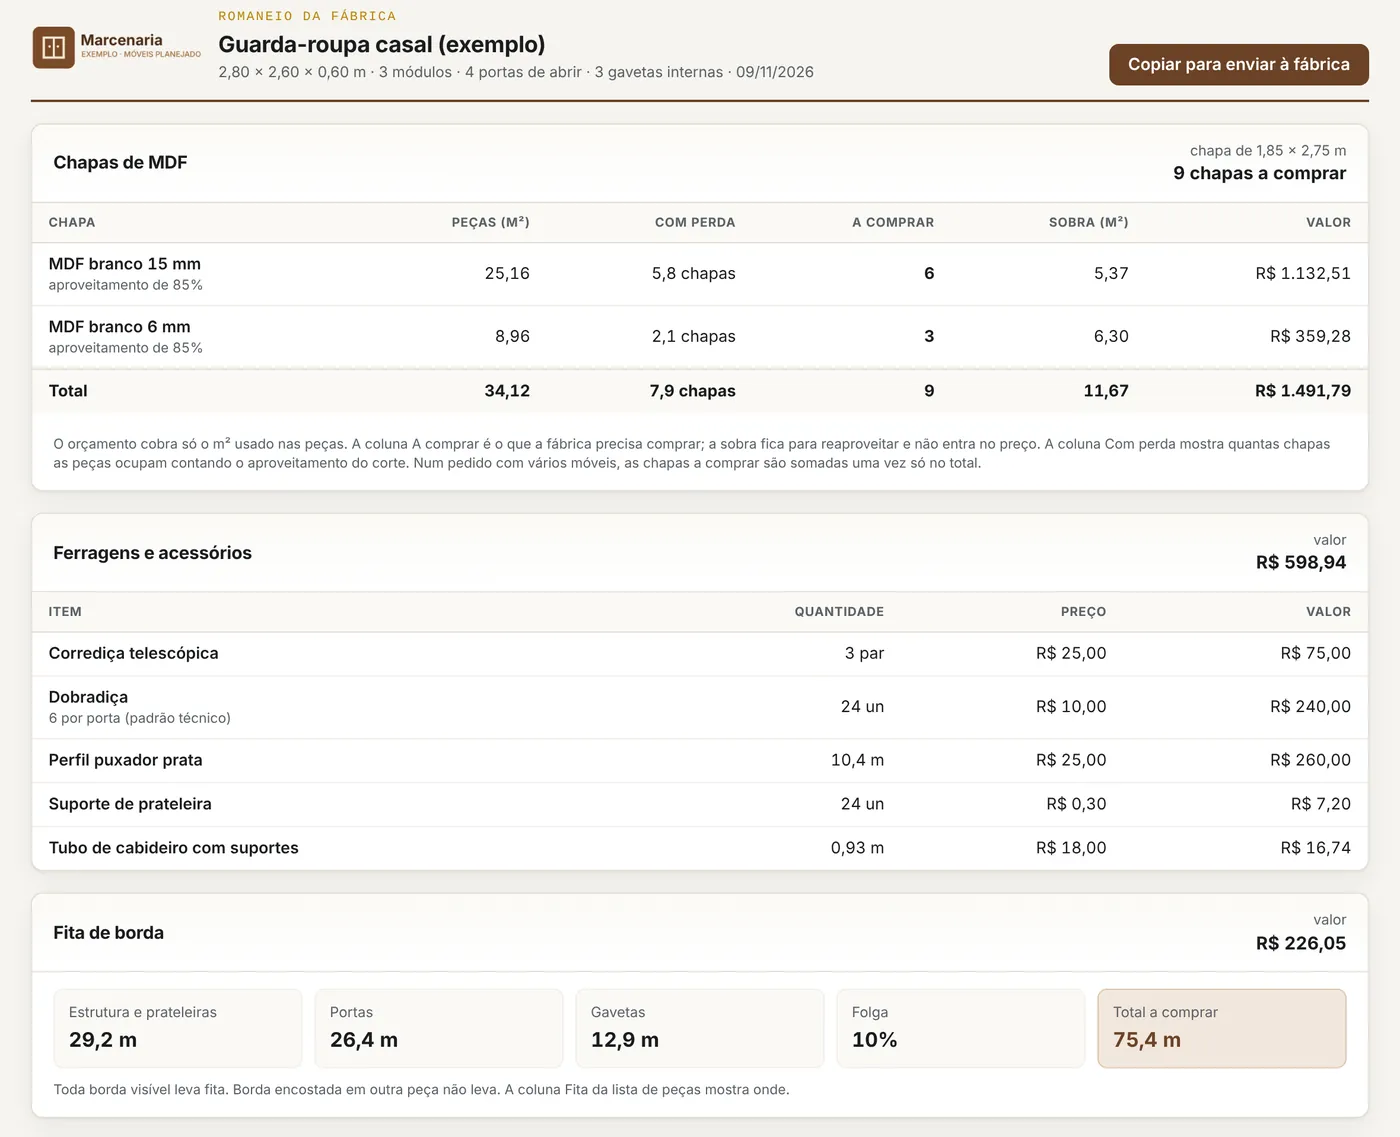 ROMANEIO DA FÁBRICA
Marcenaria
EXEMPLO · MÓVEIS PLANEJADO
Guarda-roupa casal (exemplo)
2,80 × 2,60 × 0,60 m · 3 módulos · 4 portas de abrir · 3 gavetas internas · 09/11/2026
Copiar para enviar à fábrica
Chapas de MDF
chapa de 1,85 × 2,75 m
9 chapas a comprar
CHAPA PEÇAS (M²) COM PERDA A COMPRAR SOBRA (M²) VALOR
MDF branco 15 mm
aproveitamento de 85%
25,16 5,8 chapas 6 5,37 R$ 1.132,51
MDF branco 6 mm
aproveitamento de 85%
8,96 2,1 chapas 3 6,30 R$ 359,28
Total 34,12 7,9 chapas 9 11,67 R$ 1.491,79
O orçamento cobra só o m² usado nas peças. A coluna A comprar é o que a fábrica precisa comprar; a sobra fica para reaproveitar e não entra no preço. A coluna Com perda mostra quantas chapas
as peças ocupam contando o aproveitamento do corte. Num pedido com vários móveis, as chapas a comprar são somadas uma vez só no total.
Ferragens e acessórios
valor
R$ 598,94
ITEM QUANTIDADE PREÇO VALOR
Corrediça telescópica 3 par R$ 25,00 R$ 75,00
Dobradiça
6 por porta (padrão técnico)
24 un R$ 10,00 R$ 240,00
Perfil puxador prata 10,4 m R$ 25,00 R$ 260,00
Suporte de prateleira 24 un R$ 0,30 R$ 7,20
Tubo de cabideiro com suportes 0,93 m R$ 18,00 R$ 16,74
Fita de borda
valor
R$ 226,05
Estrutura e prateleiras
29,2 m
Portas
26,4 m
Gavetas
12,9 m
Folga
10%
Total a comprar
75,4 m
Toda borda visível leva fita. Borda encostada em outra peça não leva. A coluna Fita da lista de peças mostra onde.